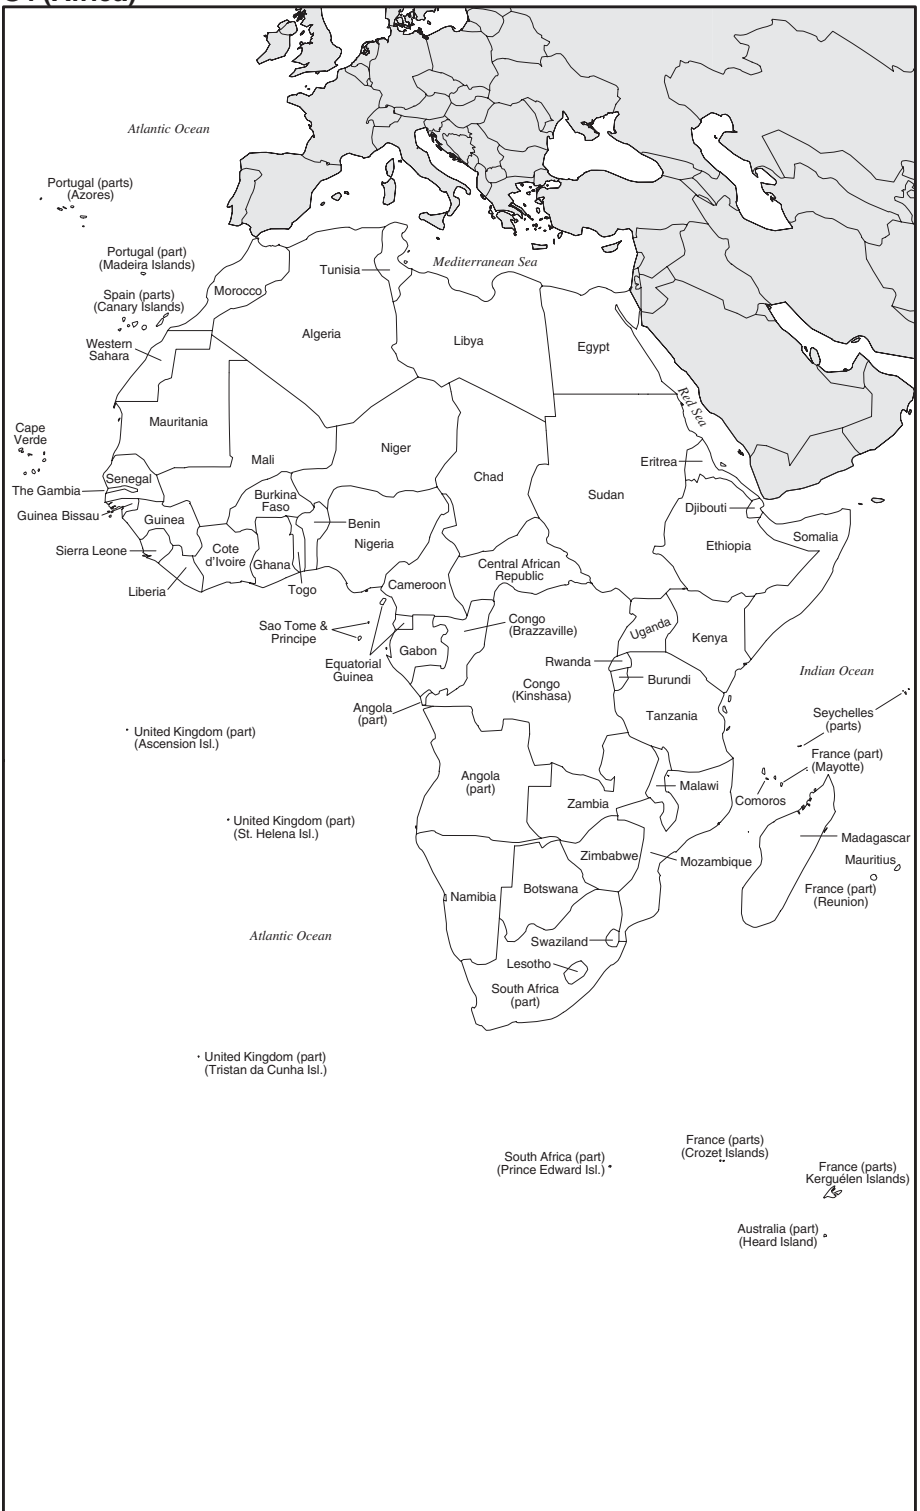 (Africa)
Atlantic Ocean
Portugal (parts)
(Azores)
Portugal (part)
(Madeira Islands)
Spain (parts)
(Canary Islands)
Mediterranean Sea
Tunisia
Morocco
Algeria
Libya
Egypt
Western
Sahara
Red Sea
Cape
Verde
Mauritania
Mali
Niger
Chad
Sudan
Eritrea
Senegal
The Gambia
Guinea Bissau
Guinea
Burkina
Faso
Benin
Nigeria
Djibouti
Ethiopia
Somalia
Sierra Leone
Cote
d'Ivoire
Ghana
Liberia
Togo
Cameroon
Central African
Republic
Sao Tome &
Principe
Equatorial
Guinea
Gabon
Congo
(Brazzaville)
Uganda
Kenya
Rwanda
Burundi
Congo
(Kinshasa)
Tanzania
Indian Ocean
Angola
(part)
Seychelles
(parts)
United Kingdom (part)
(Ascension Isl.)
France (part)
(Mayotte)
Angola
(part)
Malawi
Comoros
Zambia
United Kingdom (part)
(St. Helena Isl.)
Madagascar
Zimbabwe
Mozambique
Mauritius
Namibia
Botswana
France (part)
(Reunion)
Atlantic Ocean
Swaziland
Lesotho
South Africa
(part)
United Kingdom (part)
(Tristan da Cunha Isl.)
South Africa (part)
(Prince Edward Isl.)
France (parts)
(Crozet Islands)
France (parts)
Kerguélen Islands)
Australia (part)
(Heard Island)